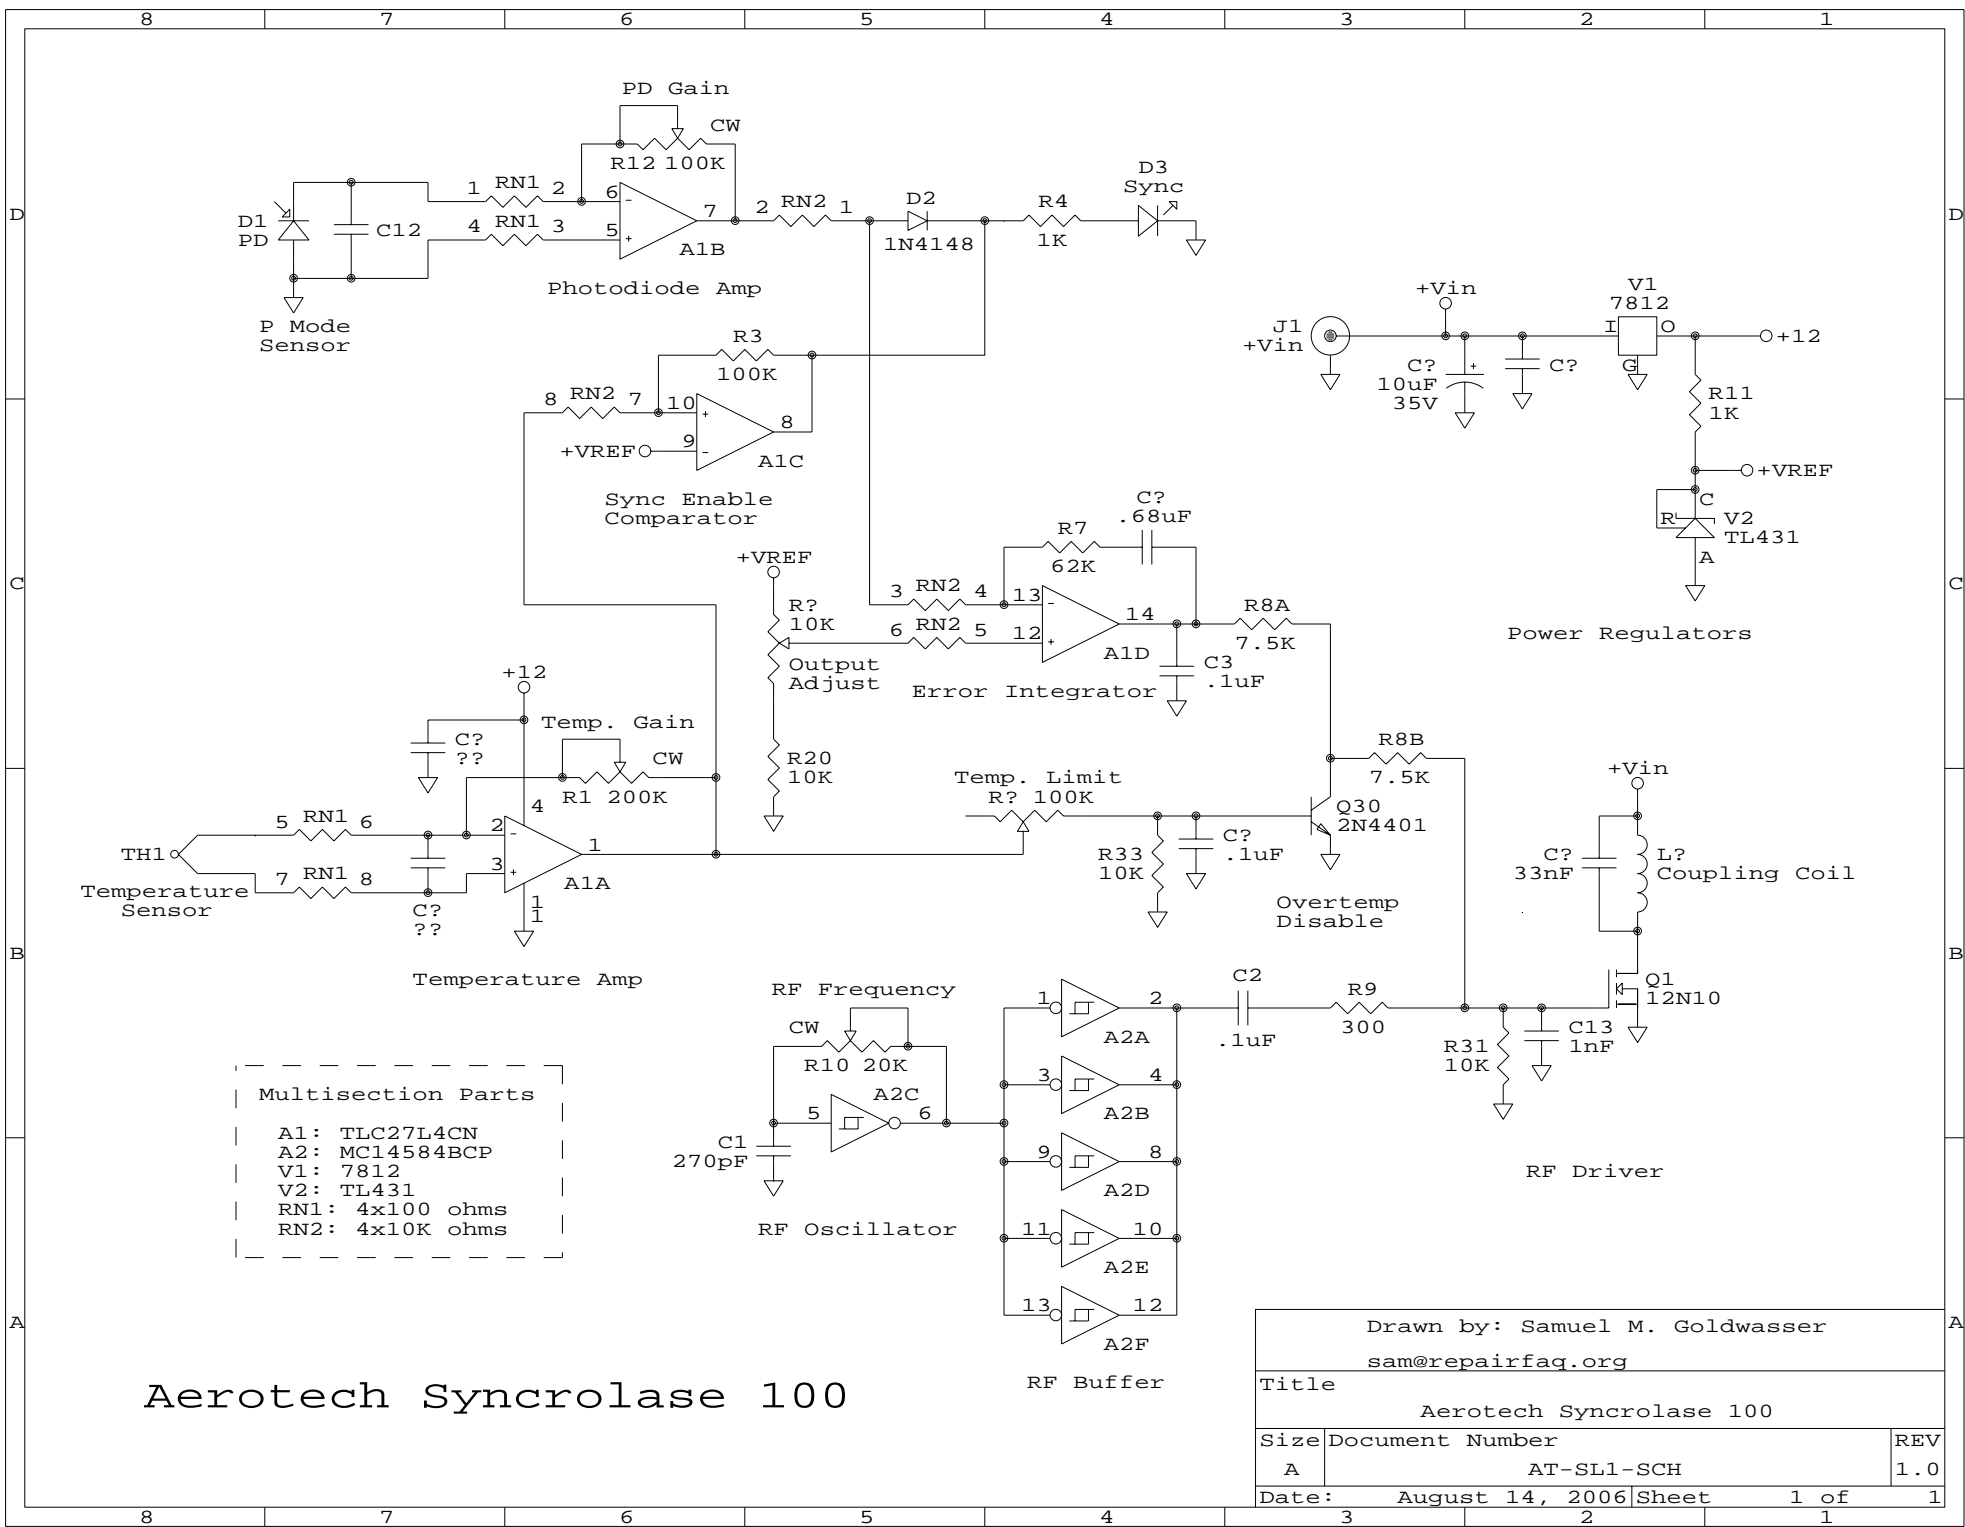 8 7 6 5 4 3 2 1
D
C
B
A
PD Gain
CW
R12 100K
1 RN1 2
4 RN1 3
6
-
5
+
7
A1B
Photodiode Amp
D1
PD
C12
P Mode
Sensor
2 RN2 1
D2
1N4148
R4
1K
D3
Sync
R3
100K
8 RN2 7
10
+
9
-
8
+VREF
A1C
Sync Enable
Comparator
+Vin
J1
+Vin
C?
10uF
35V
+
C?
V1
7812
I
O
G
+12
R11
1K
+VREF
C
R
A
V2
TL431
Power Regulators
+VREF
R?
10K
Output
Adjust
R20
10K
C?
.68uF
R7
62K
3 RN2 4
6 RN2 5
13
-
12
+
14
A1D
Error Integrator
C3
.1uF
R8A
7.5K
R8B
7.5K
+12
C?
??
Temp. Gain
CW
R1 200K
4
5 RN1 6
7 RN1 8
TH1
Temperature
Sensor
C?
??
2
-
3
+
1
A1A
11
Temperature Amp
Temp. Limit
R? 100K
R33
10K
C?
.1uF
Q30
2N4401
Overtemp
Disable
+Vin
C?
33nF
L?
Coupling Coil
Q1
12N10
RF Frequency
CW
R10 20K
A2C
5
6
C1
270pF
RF Oscillator
1
2
A2A
3
4
A2B
9
8
A2D
11
10
A2E
13
12
A2F
RF Buffer
C2
.1uF
R9
300
R31
10K
C13
1nF
RF Driver
Multisection Parts
A1: TLC27L4CN
A2: MC14584BCP
V1: 7812
V2: TL431
RN1: 4x100 ohms
RN2: 4x10K ohms
Aerotech Syncrolase 100
Drawn by: Samuel M. Goldwasser
sam@repairfaq.org
Title
Aerotech Syncrolase 100
Size Document Number REV
A AT-SL1-SCH 1.0
Date: August 14, 2006 Sheet 1 of 1
D
C
B
A
8 7 6 5 4 3 2 1